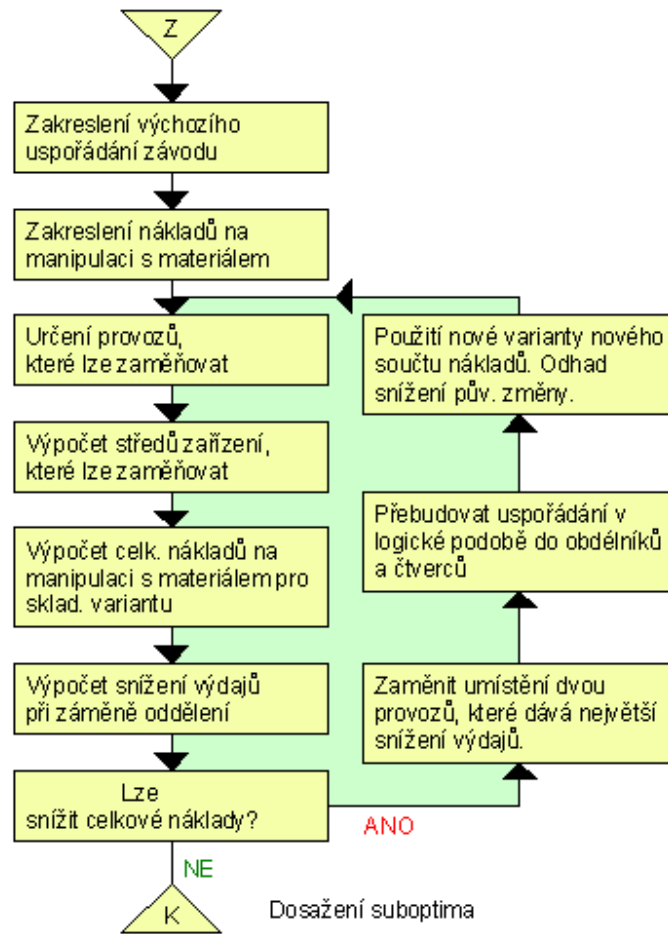 Z
Zakreslení výchozího
uspořádání závodu
Zakreslení nákladů na
manipulaci s materiálem
Určení provozů,
které lze zaměňovat
Výpočet středů zařízení,
které lze zaměňovat
Výpočet celk. nákladů na
manipulaci s materiálem pro
sklad. variantu
Výpočet snížení výdajů
při záměně oddělení
Lze
snížit celkové náklady?
ANO
Zaměnit umístění dvou
provozů, které dává největší
snížení výdajů.
Přebudovat uspořádání v
logické podobě do obdélníků
a čtverců
Použití nové varianty nového
součtu nákladů. Odhad
snížení pův. změny.
NE
K
Dosažení suboptima